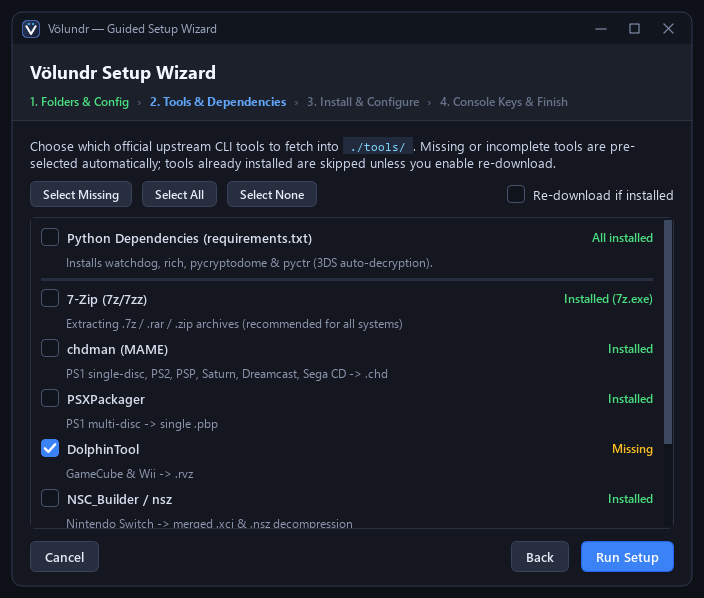 Völundr — Guided Setup Wizard
Völundr Setup Wizard
1. Folders & Config › 2. Tools & Dependencies › 3. Install & Configure › 4. Console Keys & Finish
Choose which official upstream CLI tools to fetch into ./tools/ . Missing or incomplete tools are pre-
selected automatically; tools already installed are skipped unless you enable re-download.
Select Missing Select All Select None Re-download if installed
Python Dependencies (requirements.txt) All installed
Installs watchdog, rich, pycryptodome & pyctr (3DS auto-decryption).
7-Zip (7z/7zz) Installed (7z.exe)
Extracting .7z / .rar / .zip archives (recommended for all systems)
chdman (MAME) Installed
PS1 single-disc, PS2, PSP, Saturn, Dreamcast, Sega CD -> .chd
PSXPackager Installed
PS1 multi-disc -> single .pbp
DolphinTool Missing
GameCube & Wii -> .rvz
NSC_Builder / nsz Installed
Nintendo Switch -> merged .xci & .nsz decompression
Cancel Back Run Setup